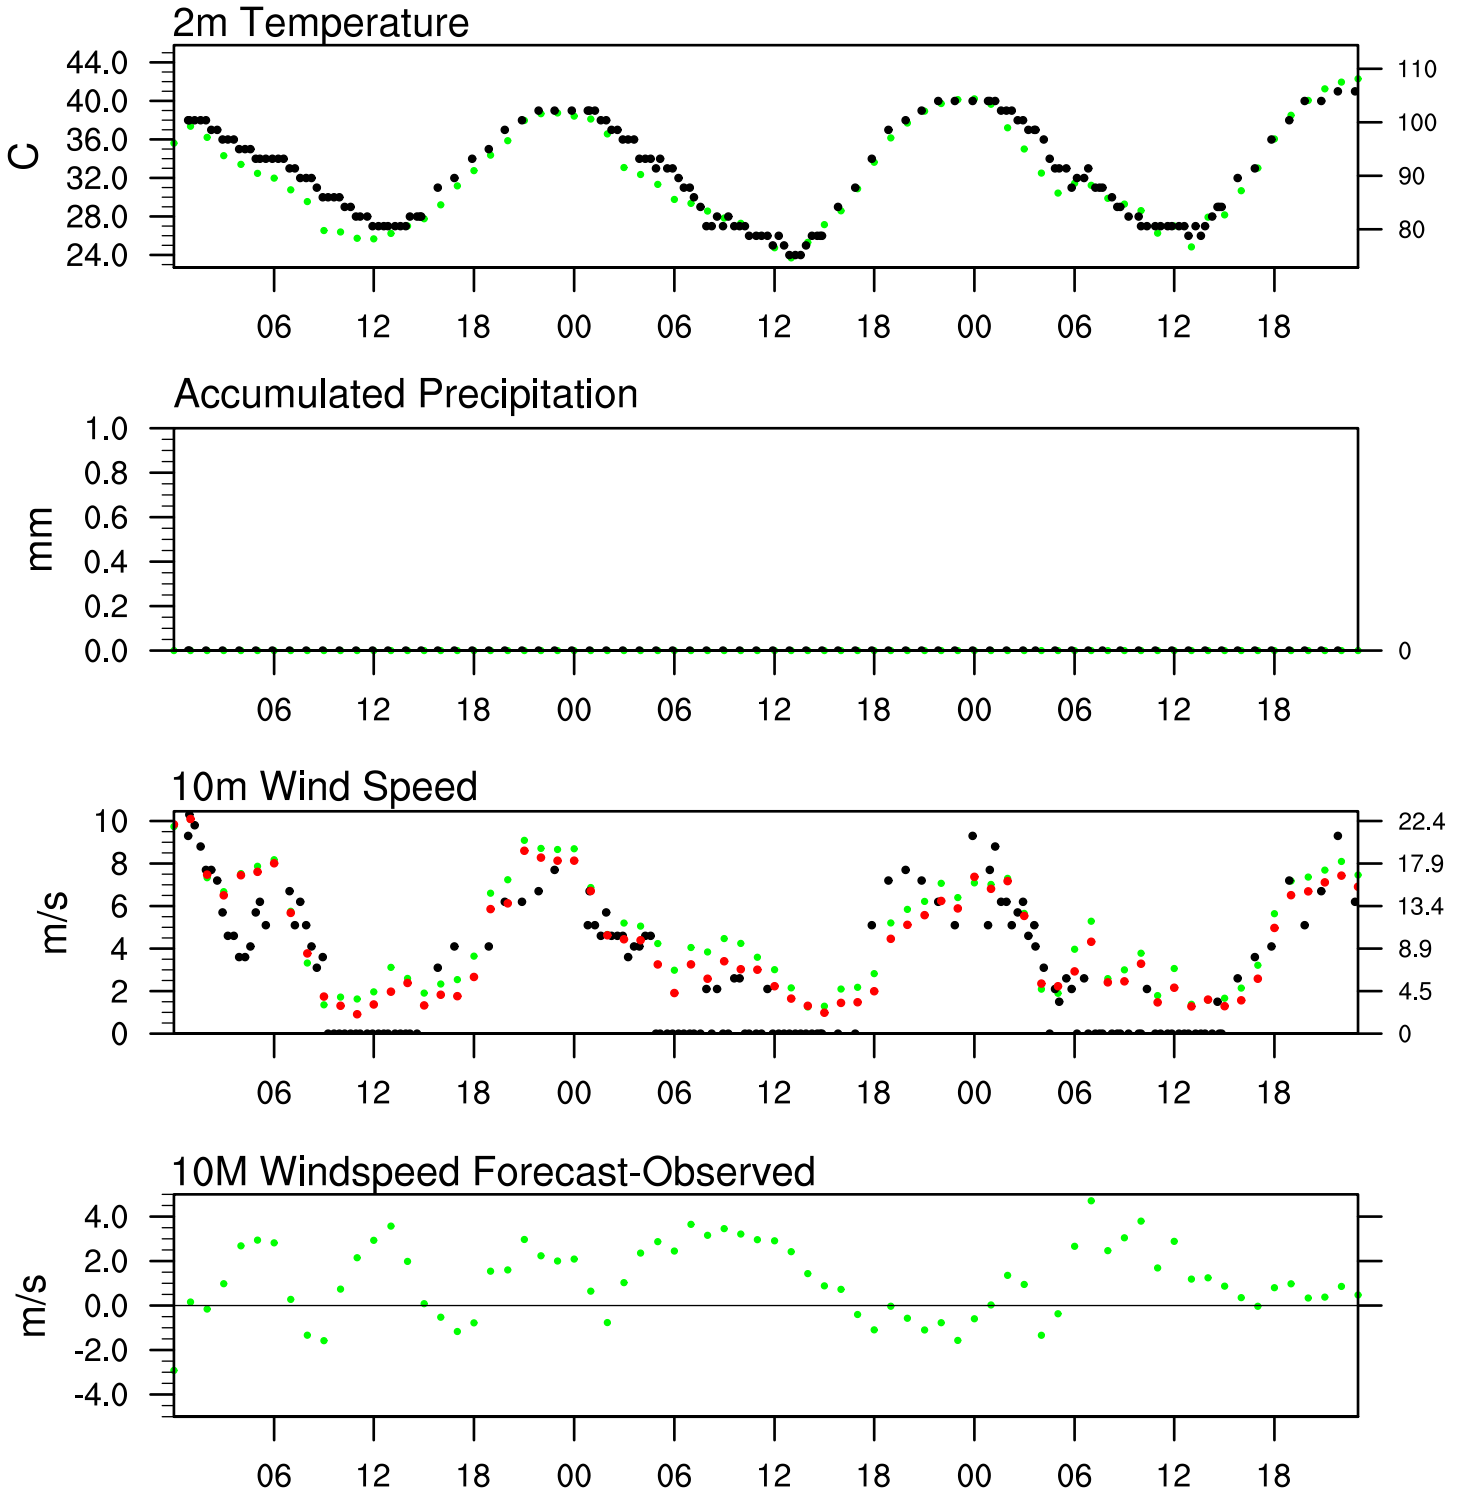 2m Temperature
44.0
40.0
36.0
32.0
28.0
24.0
C
110
100
90
80
06 12 18 00 06 12 18 00 06 12 18
Accumulated Precipitation
1.0
0.8
0.6
0.4
0.2
0.0
mm
0
06 12 18 00 06 12 18 00 06 12 18
10m Wind Speed
10
8
6
4
2
0
m/s
22.4
17.9
13.4
8.9
4.5
0
06 12 18 00 06 12 18 00 06 12 18
10M Windspeed Forecast-Observed
4.0
2.0
0.0
-2.0
-4.0
m/s
06 12 18 00 06 12 18 00 06 12 18